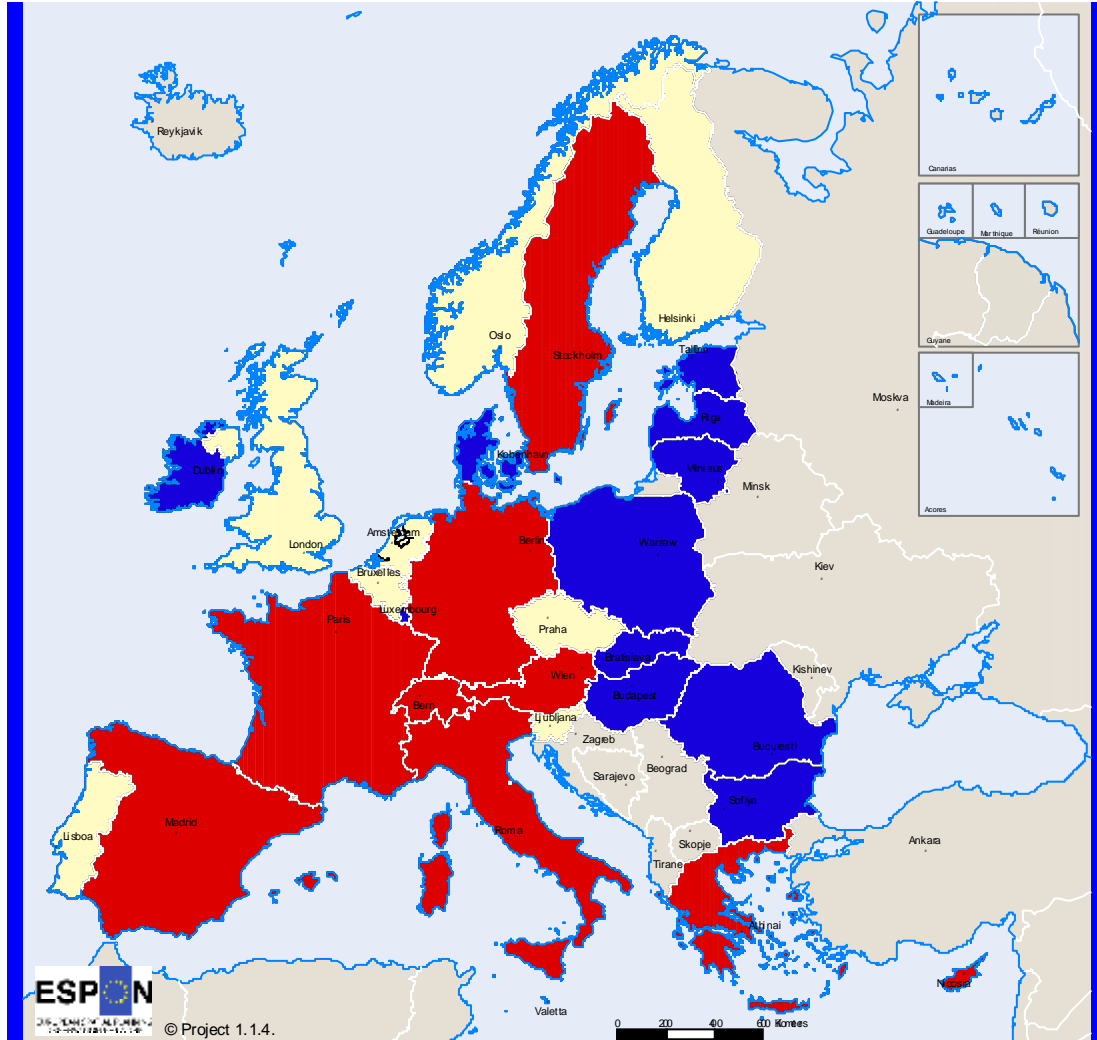 Canarias
Reykjavik
Guadeloupe
Martinique
Réunion
Helsinki
Oslo
Guyane
Tallinn
Stockholm
Moskva
Madeira
Riga
Kobenhavn
Dublin
Vilnius
Minsk
Acores
Amsterdam
London
Berlin
Warsaw
Kiev
Bruxelles
Luxembourg
Paris
Praha
Bratislava
Kishinev
Wien
Bern
Budapest
Ljubljana
Zagreb
Bucuresti
Beograd
Sarajevo
Sofiya
Madrid
Roma
Lisboa
Skopje
Ankara
Tirane
Athinai
Nicosia
ESPON
Valetta
© Project 1.1.4.
0 200 400 600